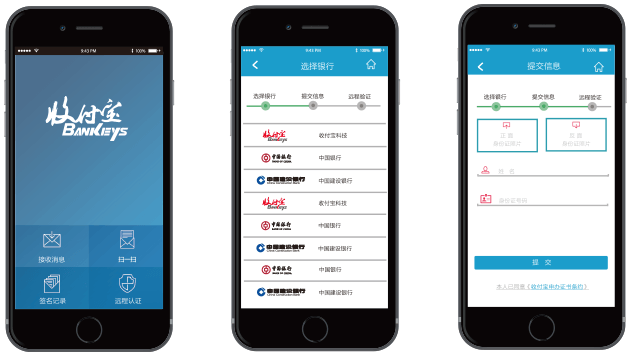 9:43 PM 100%
收付宝
BANKEYS
接收消息 扫一扫
签名记录 远程认证
9:43 PM 100%
选择银行
选择银行 提交信息 远程验证
收付宝 BANKEYS 收付宝科技
中国银行 BANK OF CHINA 中国银行
中国建设银行 China Construction Bank 中国建设银行
收付宝 BANKEYS 收付宝科技
中国银行 BANK OF CHINA 中国银行
中国建设银行 China Construction Bank 中国建设银行
中国银行 BANK OF CHINA 中国银行
中国建设银行 China Construction Bank 中国建设银行
9:43 PM 100%
提交信息
选择银行 提交信息 远程验证
正面
身份证照片
背面
身份证照片
姓名
身份证号码
提 交
本人已同意《收付宝申办证书条约》